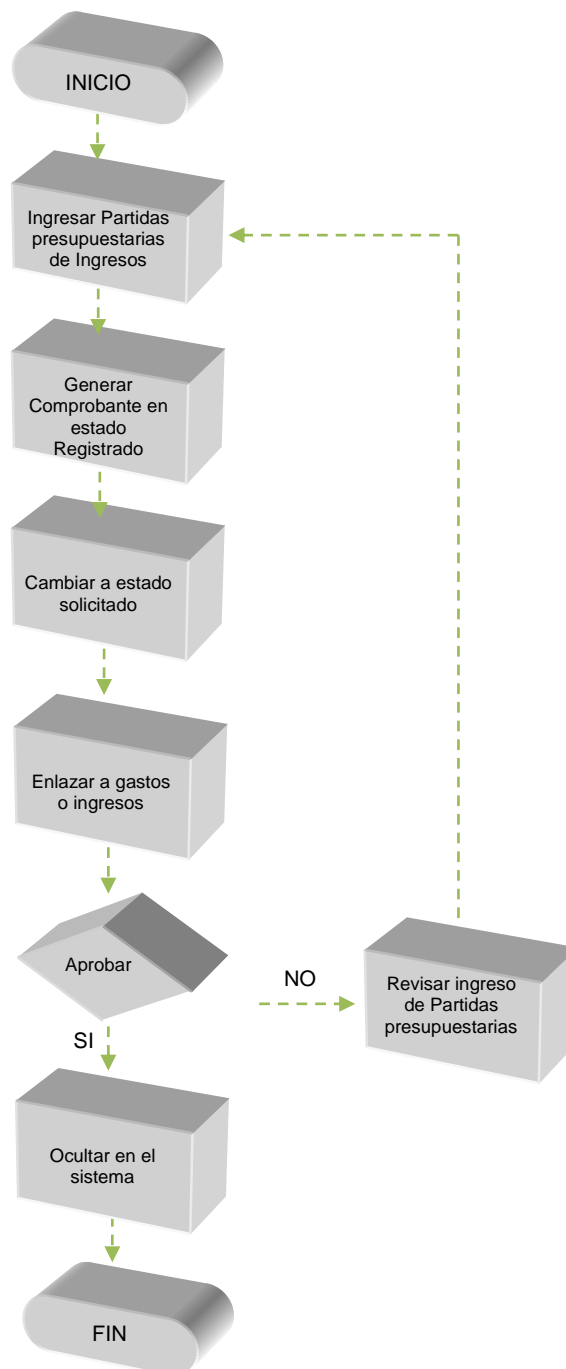 INICIO
Ingresar Partidas
presupuestarias
de Ingresos
Generar
Comprobante en
estado
Registrado
Cambiar a estado
solicitado
Enlazar a gastos
o ingresos
Aprobar
NO
Revisar ingreso
de Partidas
presupuestarias
SI
Ocultar en el
sistema
FIN